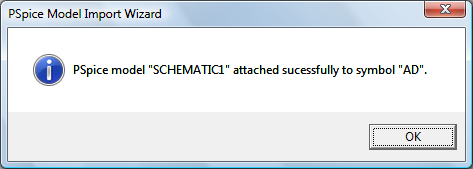 PSpice Model Import Wizard
PSpice model "SCHEMATIC1" attached sucessfully to symbol "AD".
OK